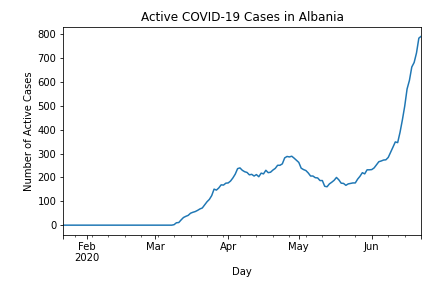 Active COVID-19 Cases in Albania
800
700
600
500
400
300
200
100
0
Number of Active Cases
Feb
2020
Mar
Apr
May
Jun
Day